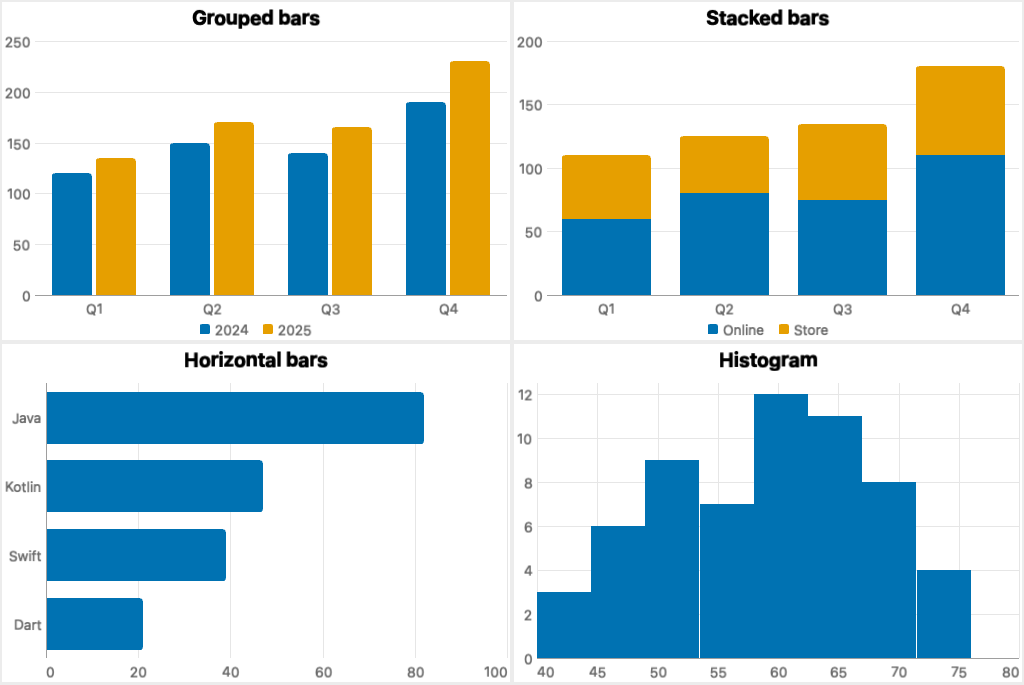 Grouped bars
250
200
150
100
50
0
Q1 Q2 Q3 Q4
2024 2025
Stacked bars
200
150
100
50
0
Q1 Q2 Q3 Q4
Online Store
Horizontal bars
Java
Kotlin
Swift
Dart
0 20 40 60 80 100
Histogram
12
10
8
6
4
2
0
40 45 50 55 60 65 70 75 80